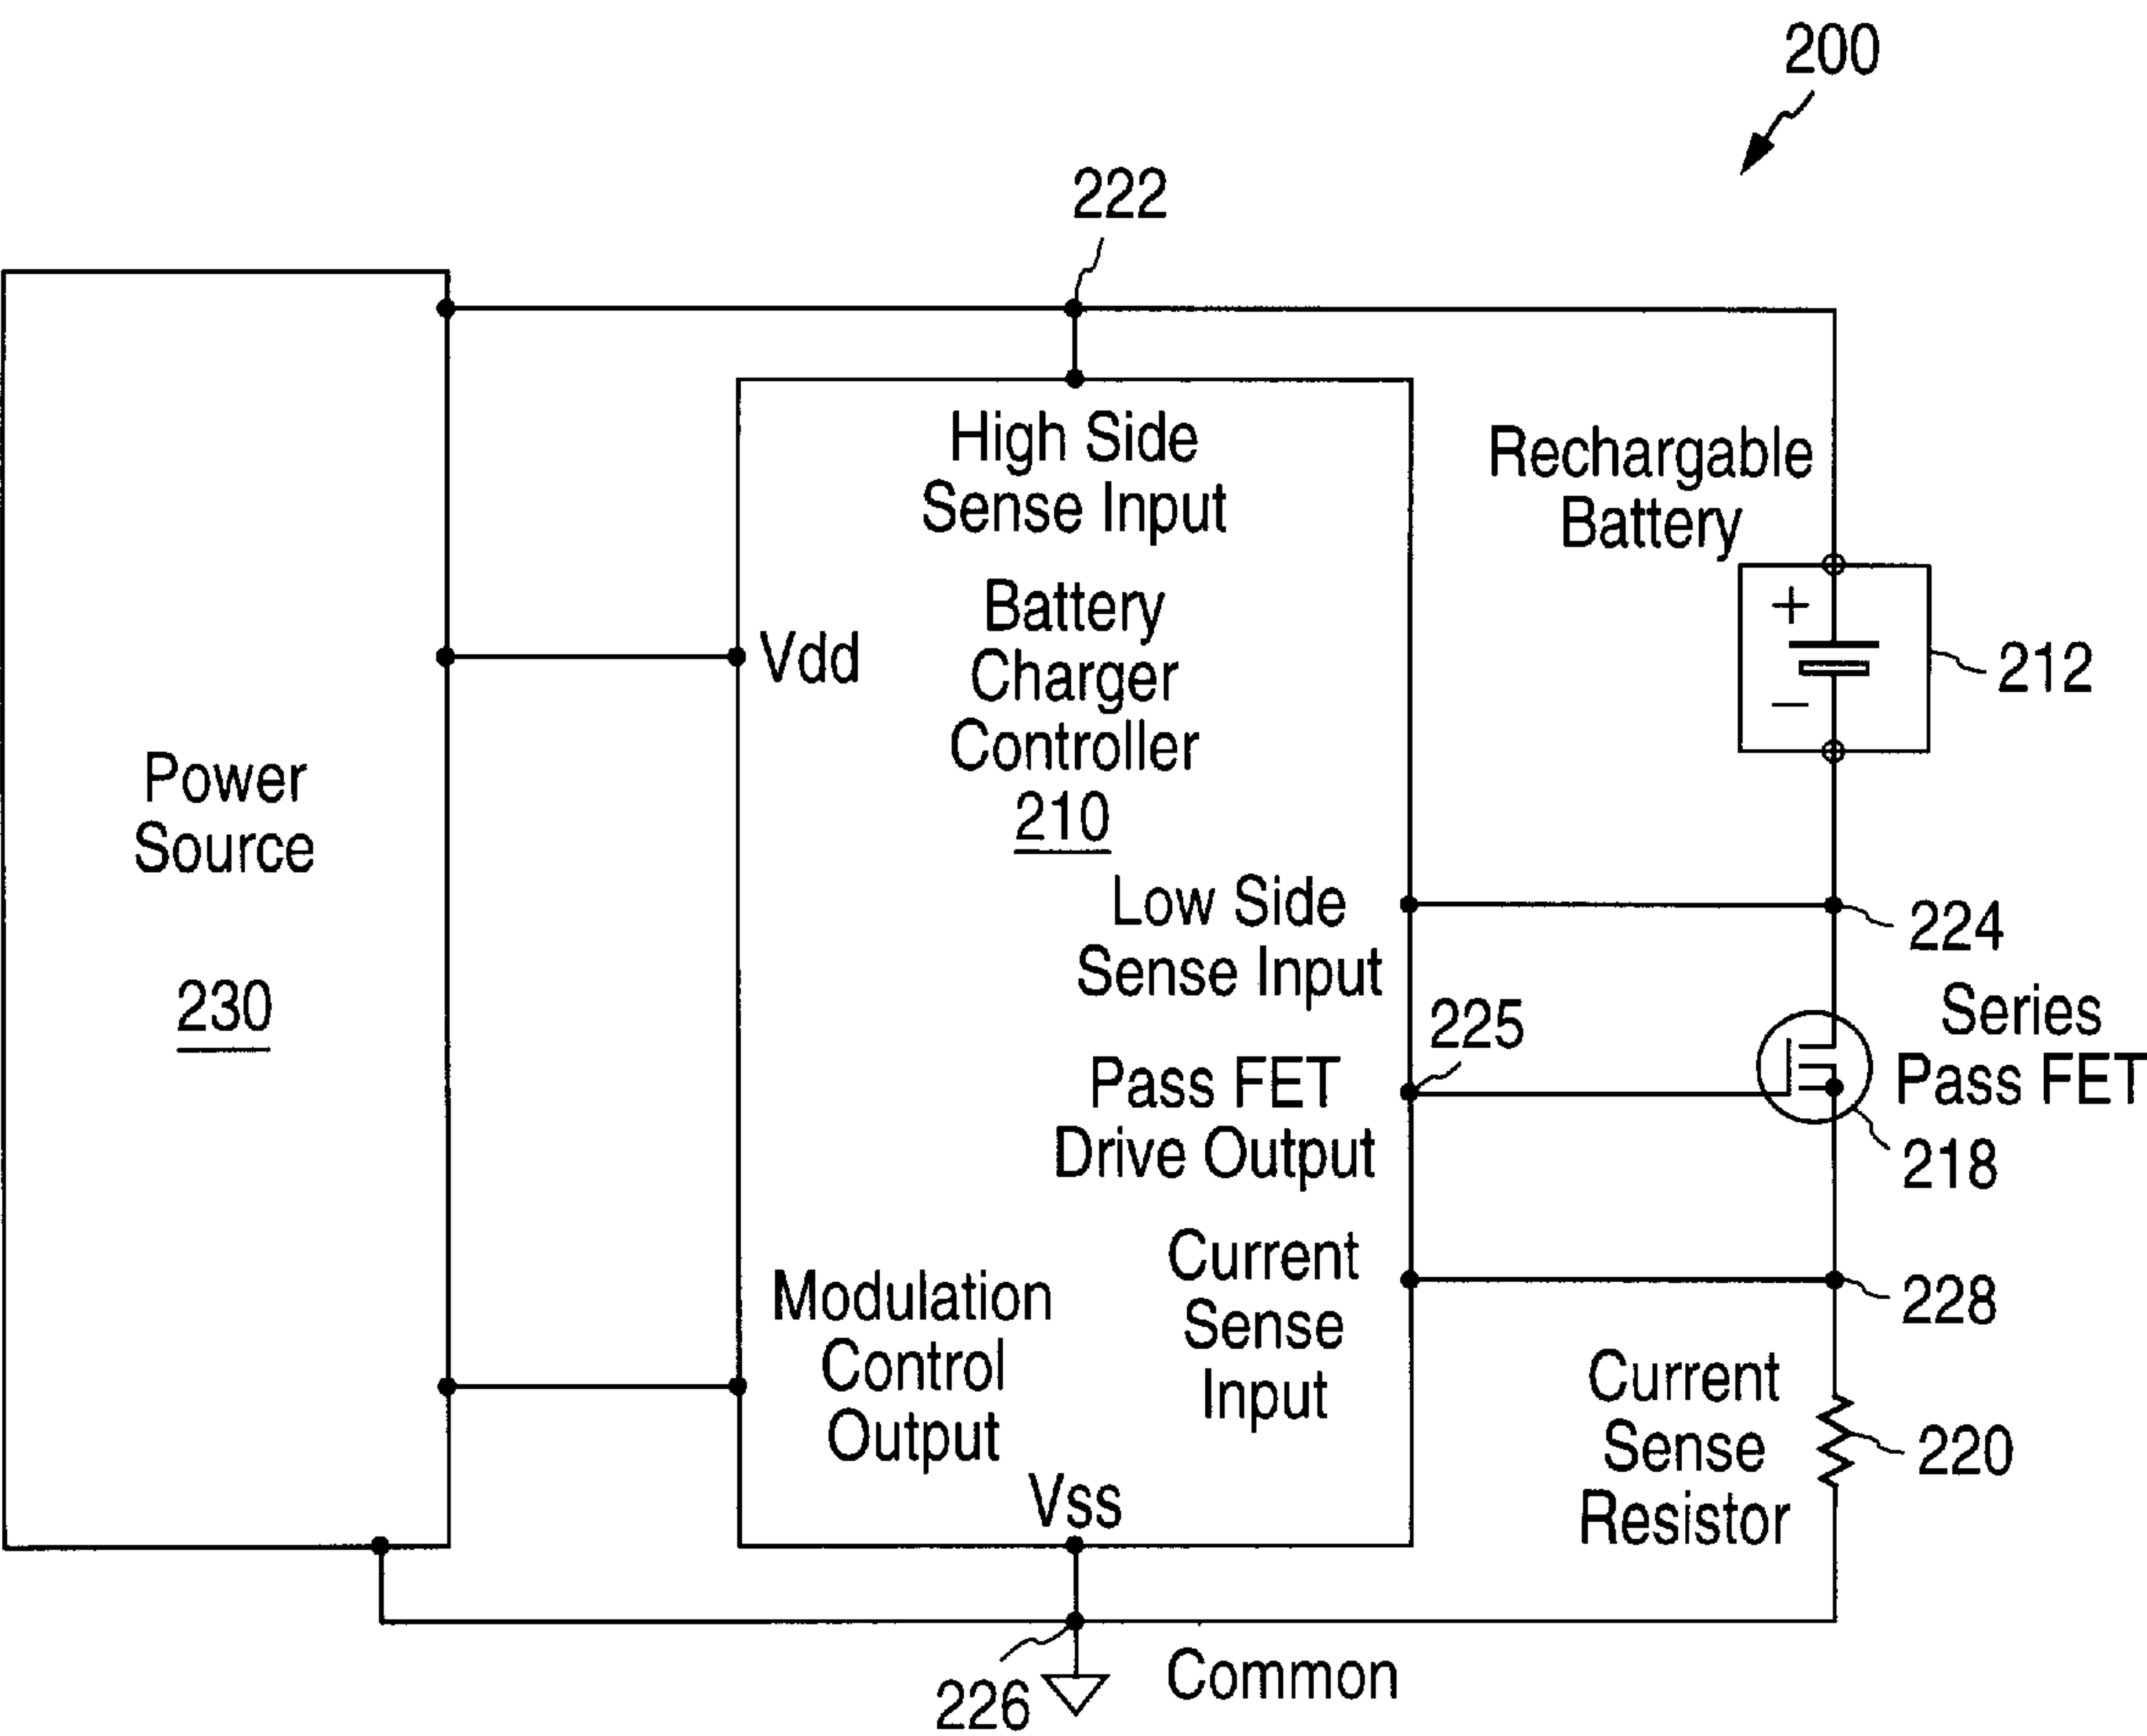 200
222
High Side
Sense Input
Rechargable
Battery
Battery
Charger
Controller
210
Vdd
+
−
212
Power
Source
230
Low Side
Sense Input
224
225
Series
Pass FET
218
Pass FET
Drive Output
Current
Sense
Input
228
Modulation
Control
Output
Current
Sense
Resistor
220
Vss
226
Common